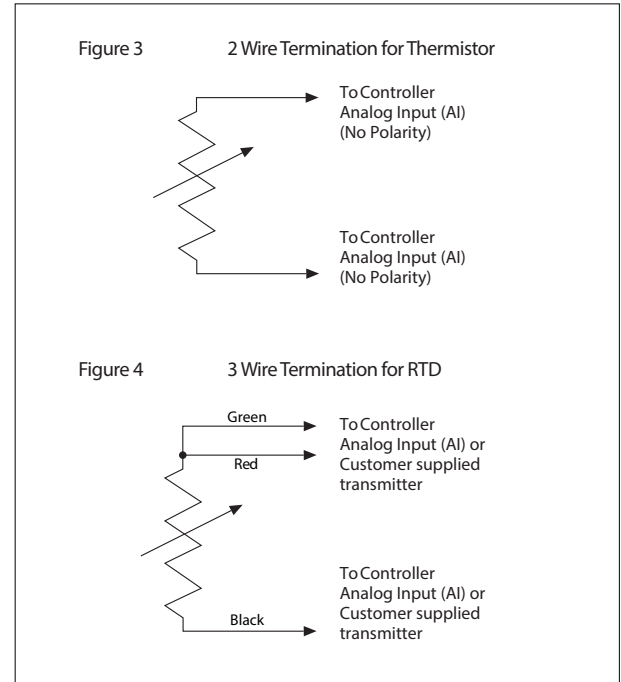 Figure 3 2 Wire Termination for Thermistor
To Controller
Analog Input (AI)
(No Polarity)
To Controller
Analog Input (AI)
(No Polarity)
Figure 4 3 Wire Termination for RTD
Green
Red
To Controller
Analog Input (AI) or
Customer supplied
transmitter
Black
To Controller
Analog Input (AI) or
Customer supplied
transmitter